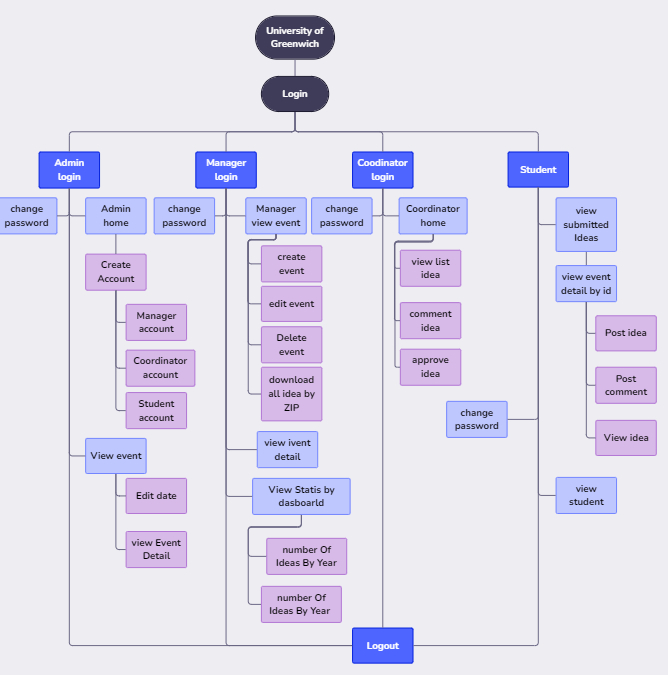 University of
Greenwich
Login
Admin
login
Manager
login
Coodinator
login
Student
change
password
Admin
home
change
password
Manager
view event
change
password
Coordinator
home
view
submitted
Ideas
Create
Account
create
event
view list
idea
view event
detail by id
Manager
account
edit event
comment
idea
Post idea
Coordinator
account
Delete
event
approve
idea
Post
comment
Student
account
download
all idea by
ZIP
change
password
View idea
View event
view ivent
detail
Edit date
View Statis by
dasboarld
view
student
view Event
Detail
number Of
Ideas By Year
number Of
Ideas By Year
Logout